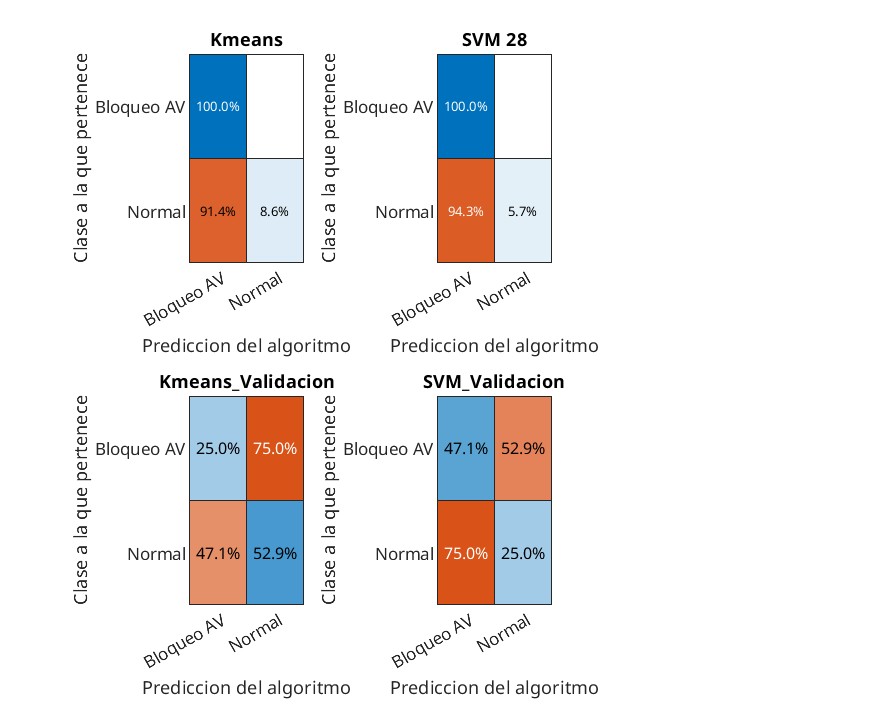 Kmeans
Clase a la que pertenece
Bloqueo AV
100.0%
Normal
91.4%
8.6%
Bloqueo AV
Normal
Prediccion del algoritmo
SVM 28
Clase a la que pertenece
Bloqueo AV
100.0%
Normal
94.3%
5.7%
Bloqueo AV
Normal
Prediccion del algoritmo
Kmeans_Validacion
Clase a la que pertenece
Bloqueo AV
25.0%
75.0%
Normal
47.1%
52.9%
Bloqueo AV
Normal
Prediccion del algoritmo
SVM_Validacion
Clase a la que pertenece
Bloqueo AV
47.1%
52.9%
Normal
75.0%
25.0%
Bloqueo AV
Normal
Prediccion del algoritmo